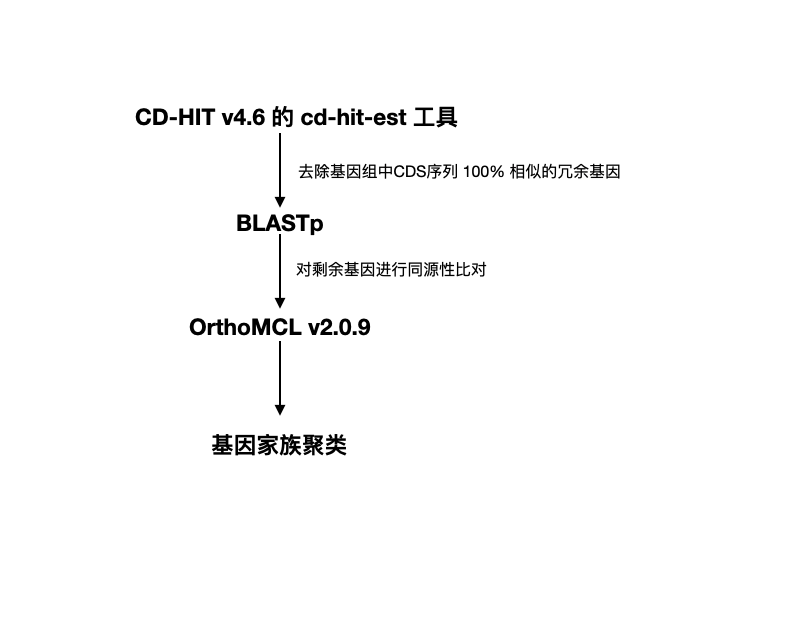 CD-HIT v4.6 的 cd-hit-est 工具
去除基因组中CDS序列 100% 相似的冗余基因
BLASTp
对剩余基因进行同源性比对
OrthoMCL v2.0.9
基因家族聚类